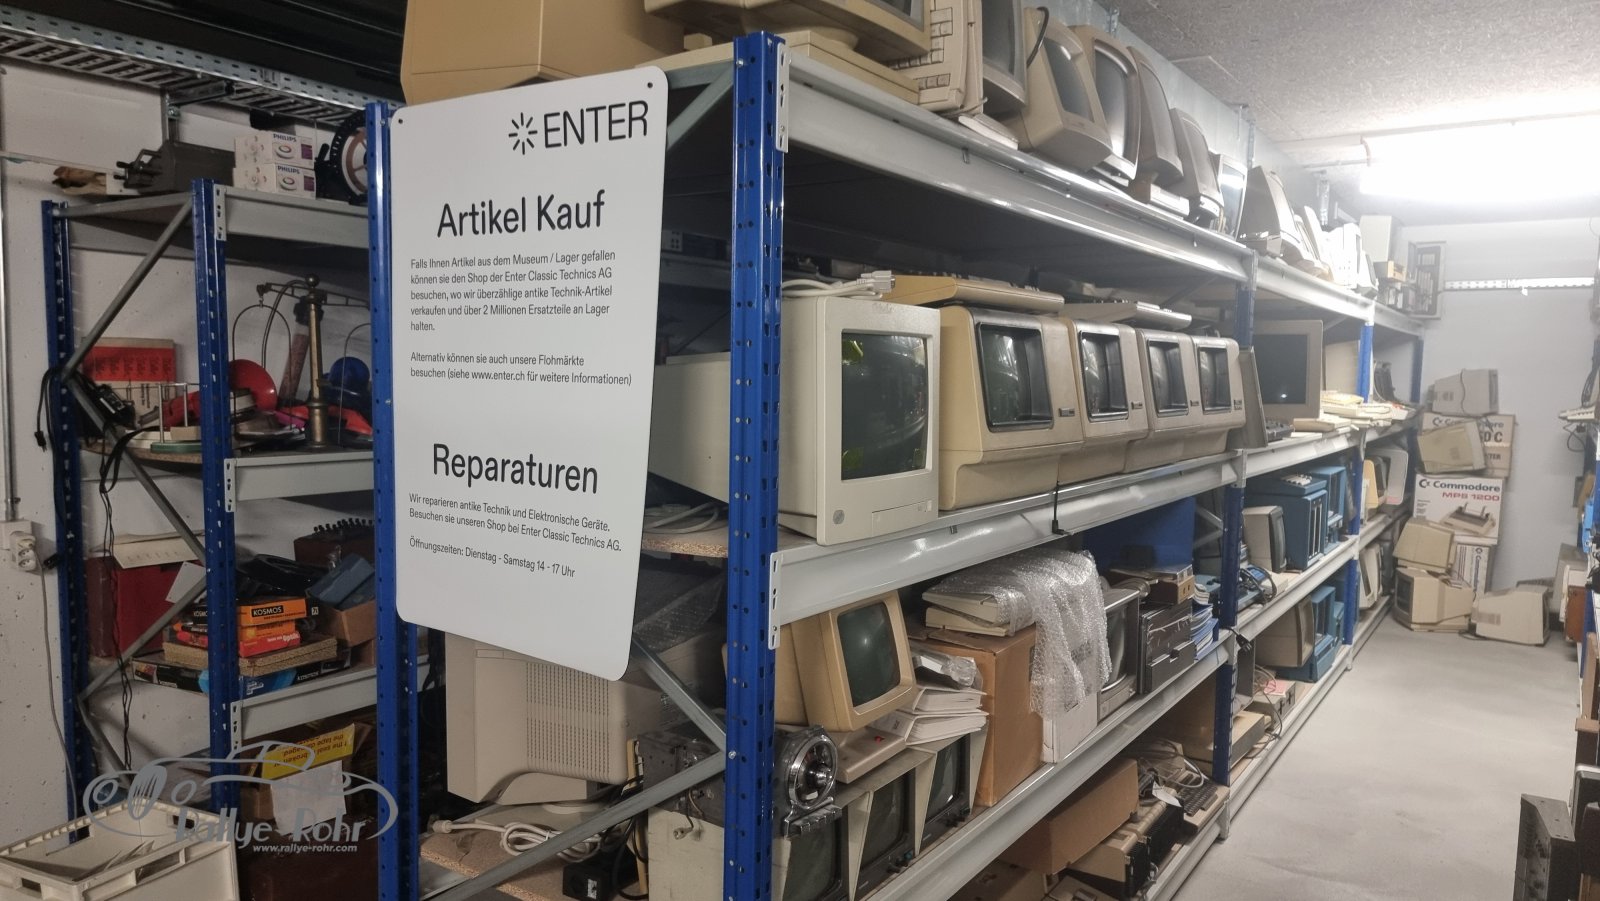 ENTER
Artikel Kauf
Falls Ihnen Artikel aus dem Museum / Lager gefallen
können sie den Shop der Enter Classic Technics AG
besuchen, wo wir überzählige antike Technik-Artikel
verkaufen und über 2 Millionen Ersatzteile an Lager
halten.
Alternativ können sie auch unsere Flohmärkte
besuchen (siehe www.enter.ch für weitere Informationen)
Reparaturen
Wir reparieren antike Technik und Elektronische Geräte.
Besuchen sie unseren Shop bei Enter Classic Technics AG.
Öffnungszeiten: Dienstag - Samstag 14 - 17 Uhr
PHILIPS
PHILIPS
KOSMOS
KOSMOS
Commodore
MPS 1200
Rallye-Rohr
www.rallye-rohr.com